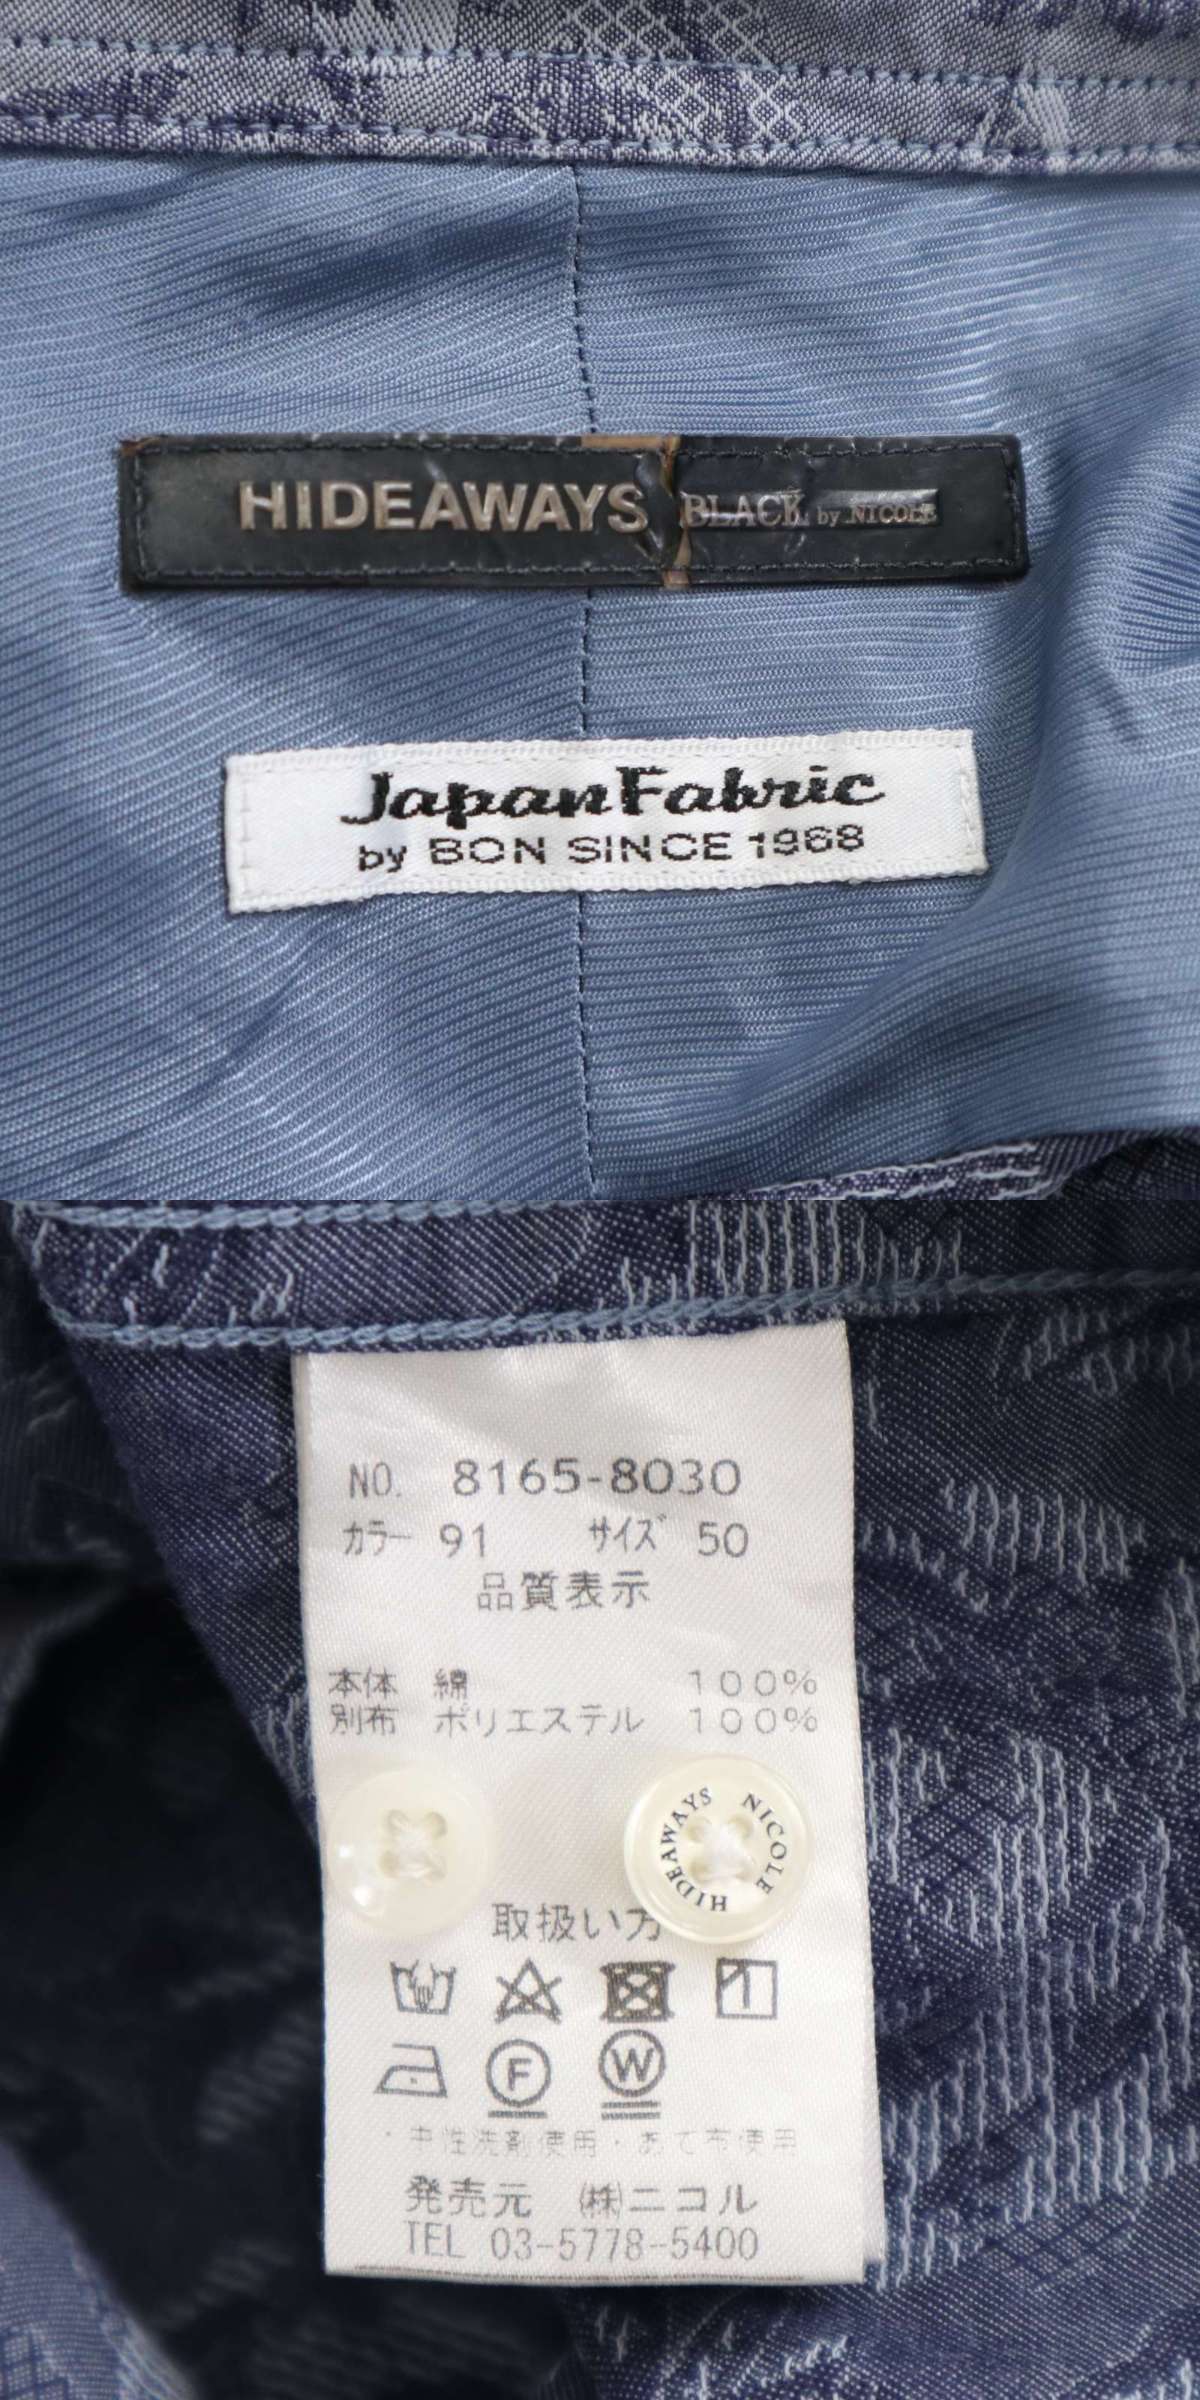 HIDEAWAYS BLACK by NICOLE
Japan Fabric
by BON SINCE 1968
NO. 8165-8030
カラー 91 サイズ 50
品質表示
本体 綿 100%
別布 ポリエステル 100%
HIDEAWAYS NICOLE
取扱い方
F W
・中性洗剤使用・あて布使用
発売元 (株)ニコル
TEL 03-5778-5400